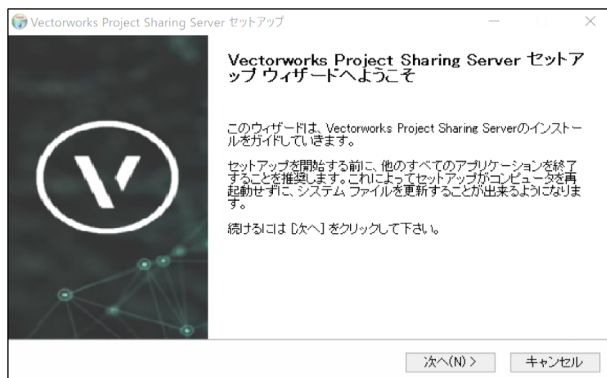 Vectorworks Project Sharing Server セットアップ
Vectorworks Project Sharing Server セットア
ップ ウィザードへようこそ
このウィザードは、Vectorworks Project Sharing Serverのインストー
ルをガイドしていきます。
セットアップを開始する前に、他のすべてのアプリケーションを終了
することを推奨します。これによってセットアップがコンピュータを再
起動せずに、システム ファイルを更新することが出来るようになりま
す。
続けるには [次へ] をクリックして下さい。
次へ(N) >
キャンセル